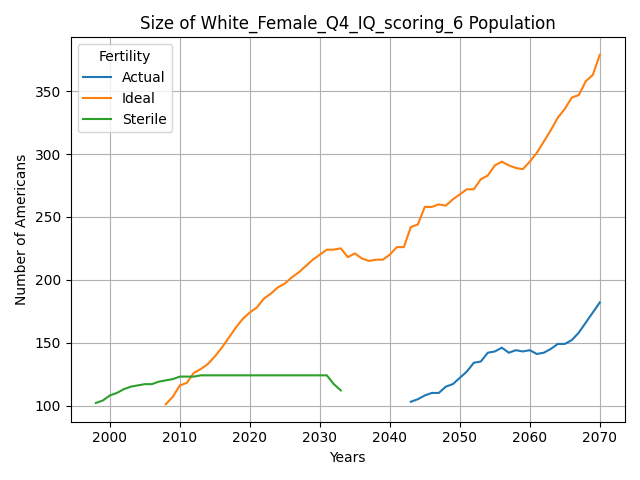 Size of White_Female_Q4_IQ_scoring_6 Population
Fertility
Actual
Ideal
Sterile
Number of Americans
350
300
250
200
150
100
2000 2010 2020 2030 2040 2050 2060 2070
Years